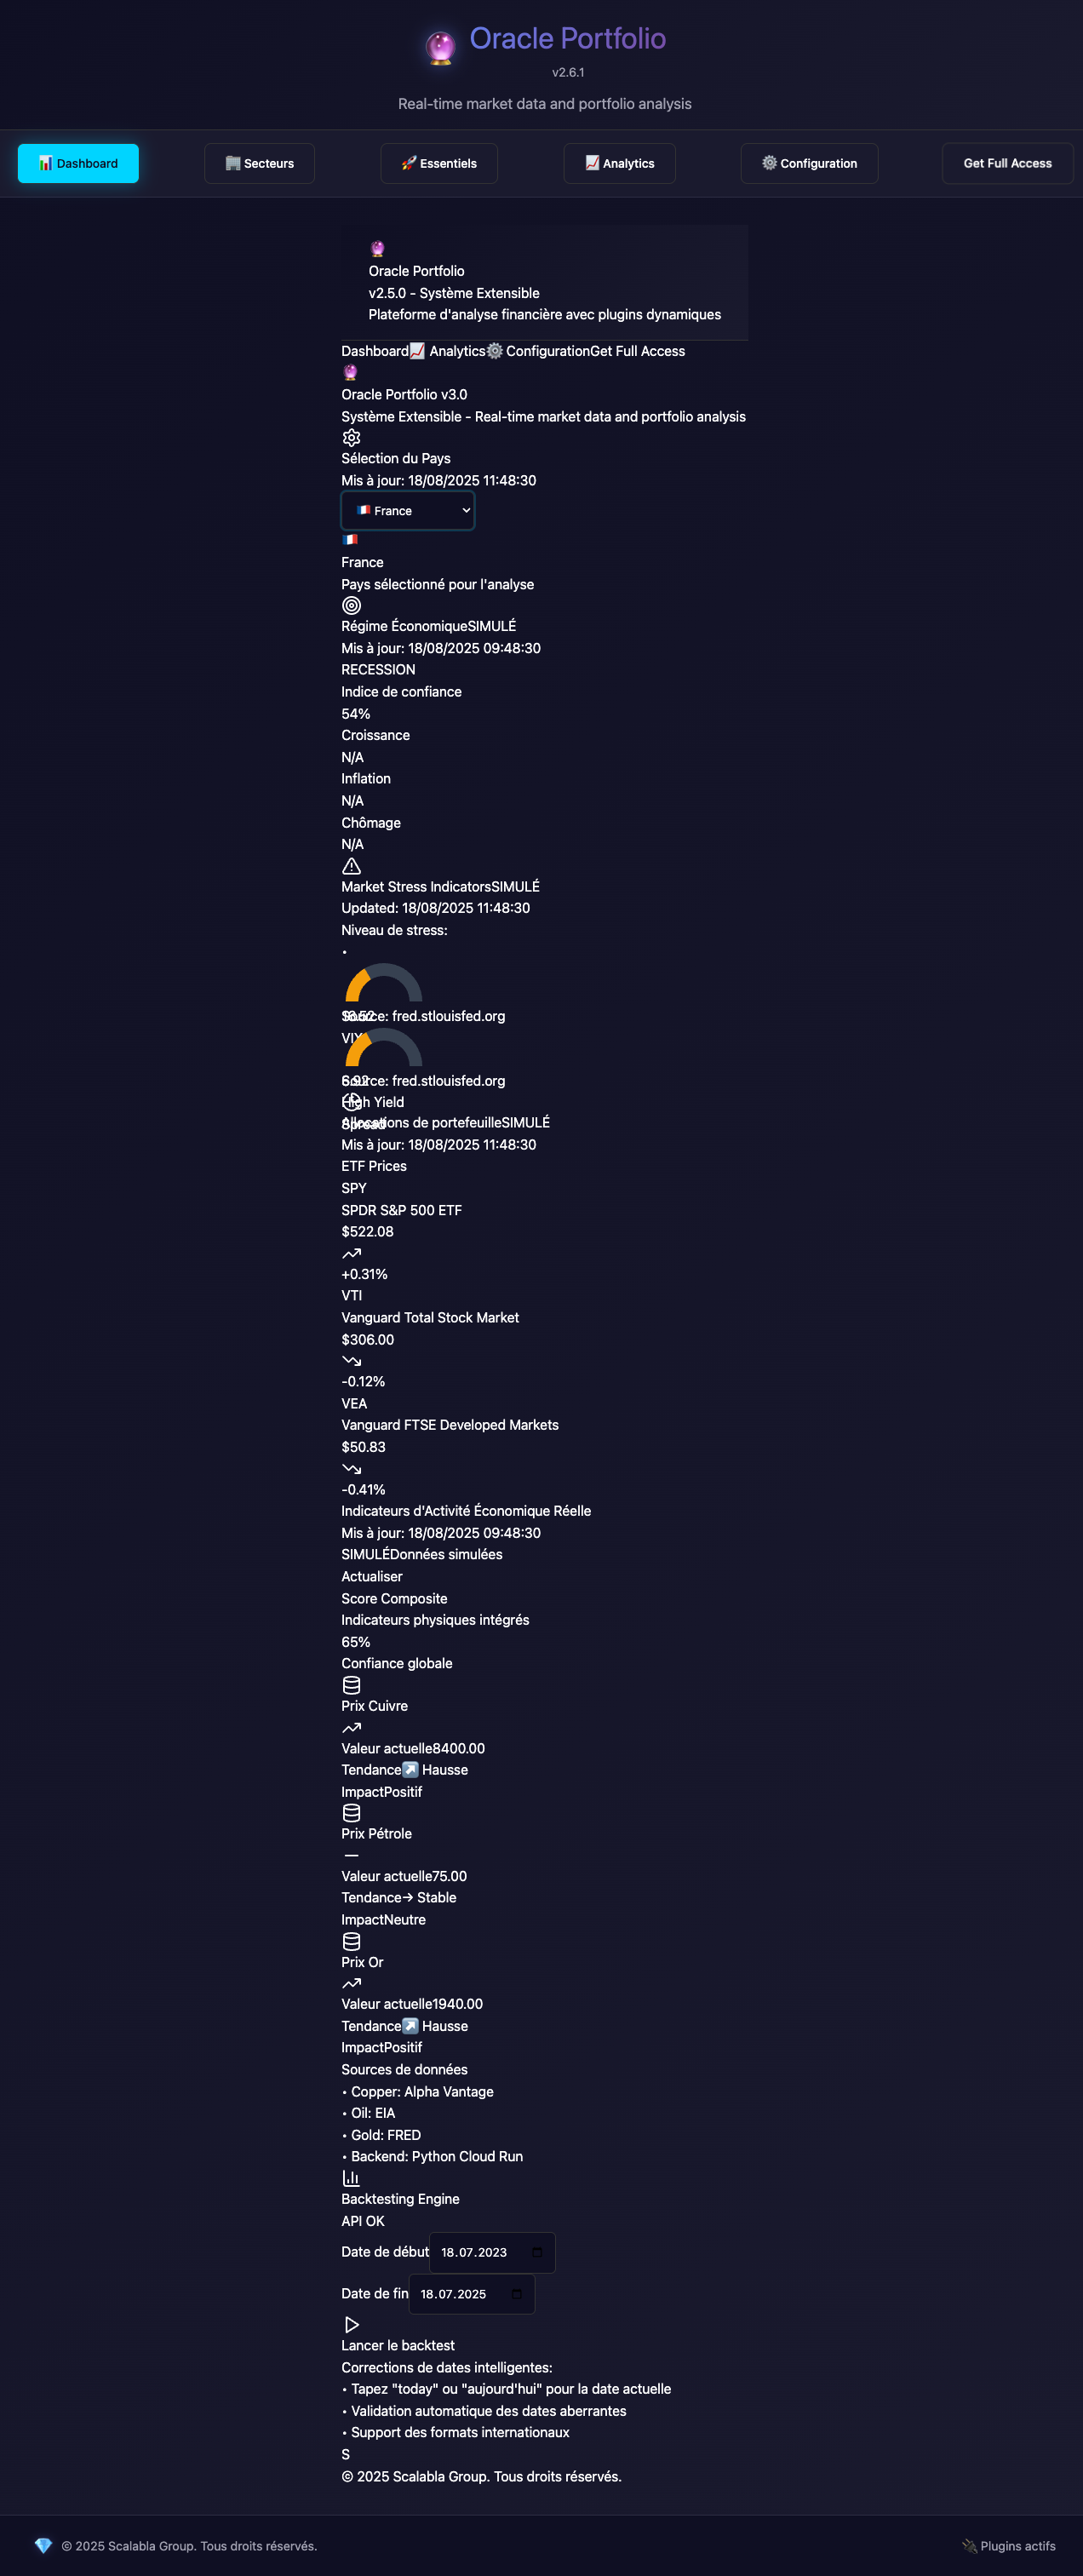 Oracle Portfolio
v2.6.1
Real-time market data and portfolio analysis
Dashboard
Secteurs
Essentiels
Analytics
Configuration
Get Full Access
Oracle Portfolio
v2.5.0 - Système Extensible
Plateforme d'analyse financière avec plugins dynamiques
Dashboard Analytics ConfigurationGet Full Access
Oracle Portfolio v3.0
Système Extensible - Real-time market data and portfolio analysis
Sélection du Pays
Mis à jour: 18/08/2025 11:48:30
France
France
Pays sélectionné pour l'analyse
Régime ÉconomiqueSIMULÉ
Mis à jour: 18/08/2025 09:48:30
RECESSION
Indice de confiance
54%
Croissance
N/A
Inflation
N/A
Chômage
N/A
Market Stress IndicatorsSIMULÉ
Updated: 18/08/2025 11:48:30
Niveau de stress:
•
Source: fred.stlouisfed.org
VIX
6.92
Source: fred.stlouisfed.org
High Yield
Spread
Allocations de portefeuilleSIMULÉ
Mis à jour: 18/08/2025 11:48:30
ETF Prices
SPY
SPDR S&P 500 ETF
$522.08
+0.31%
VTI
Vanguard Total Stock Market
$306.00
-0.12%
VEA
Vanguard FTSE Developed Markets
$50.83
-0.41%
Indicateurs d'Activité Économique Réelle
Mis à jour: 18/08/2025 09:48:30
SIMULÉDonnées simulées
Actualiser
Score Composite
Indicateurs physiques intégrés
65%
Confiance globale
Prix Cuivre
Valeur actuelle8400.00
Tendance↗ Hausse
ImpactPositif
Prix Pétrole
Valeur actuelle75.00
Tendance→ Stable
ImpactNeutre
Prix Or
Valeur actuelle1940.00
Tendance↗ Hausse
ImpactPositif
Sources de données
• Copper: Alpha Vantage
• Oil: EIA
• Gold: FRED
• Backend: Python Cloud Run
Backtesting Engine
API OK
Date de début 18.07.2023
Date de fin 18.07.2025
Lancer le backtest
Corrections de dates intelligentes:
• Tapez "today" ou "aujourd'hui" pour la date actuelle
• Validation automatique des dates aberrantes
• Support des formats internationaux
S
© 2025 Scalabla Group. Tous droits réservés.
© 2025 Scalabla Group. Tous droits réservés.
Plugins actifs